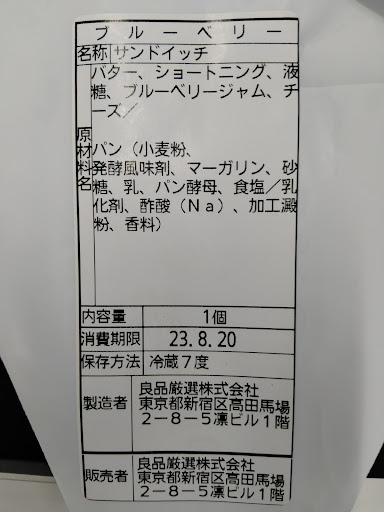 ブルーベリー
名称 サンドイッチ
原材料名
バター、ショートニング、液
糖、ブルーベリージャム、チ
ーズ／
パン（小麦粉、
発酵風味剤、マーガリン、砂
糖、乳、パン酵母、食塩／乳
化剤、酢酸（Ｎａ）、加工澱
粉、香料）
内容量 1個
消費期限 23.8.20
保存方法 冷蔵７度
製造者
良品厳選株式会社
東京都新宿区高田馬場
２－８－５凛ビル１階
販売者
良品厳選株式会社
東京都新宿区高田馬場
２－８－５凛ビル１階